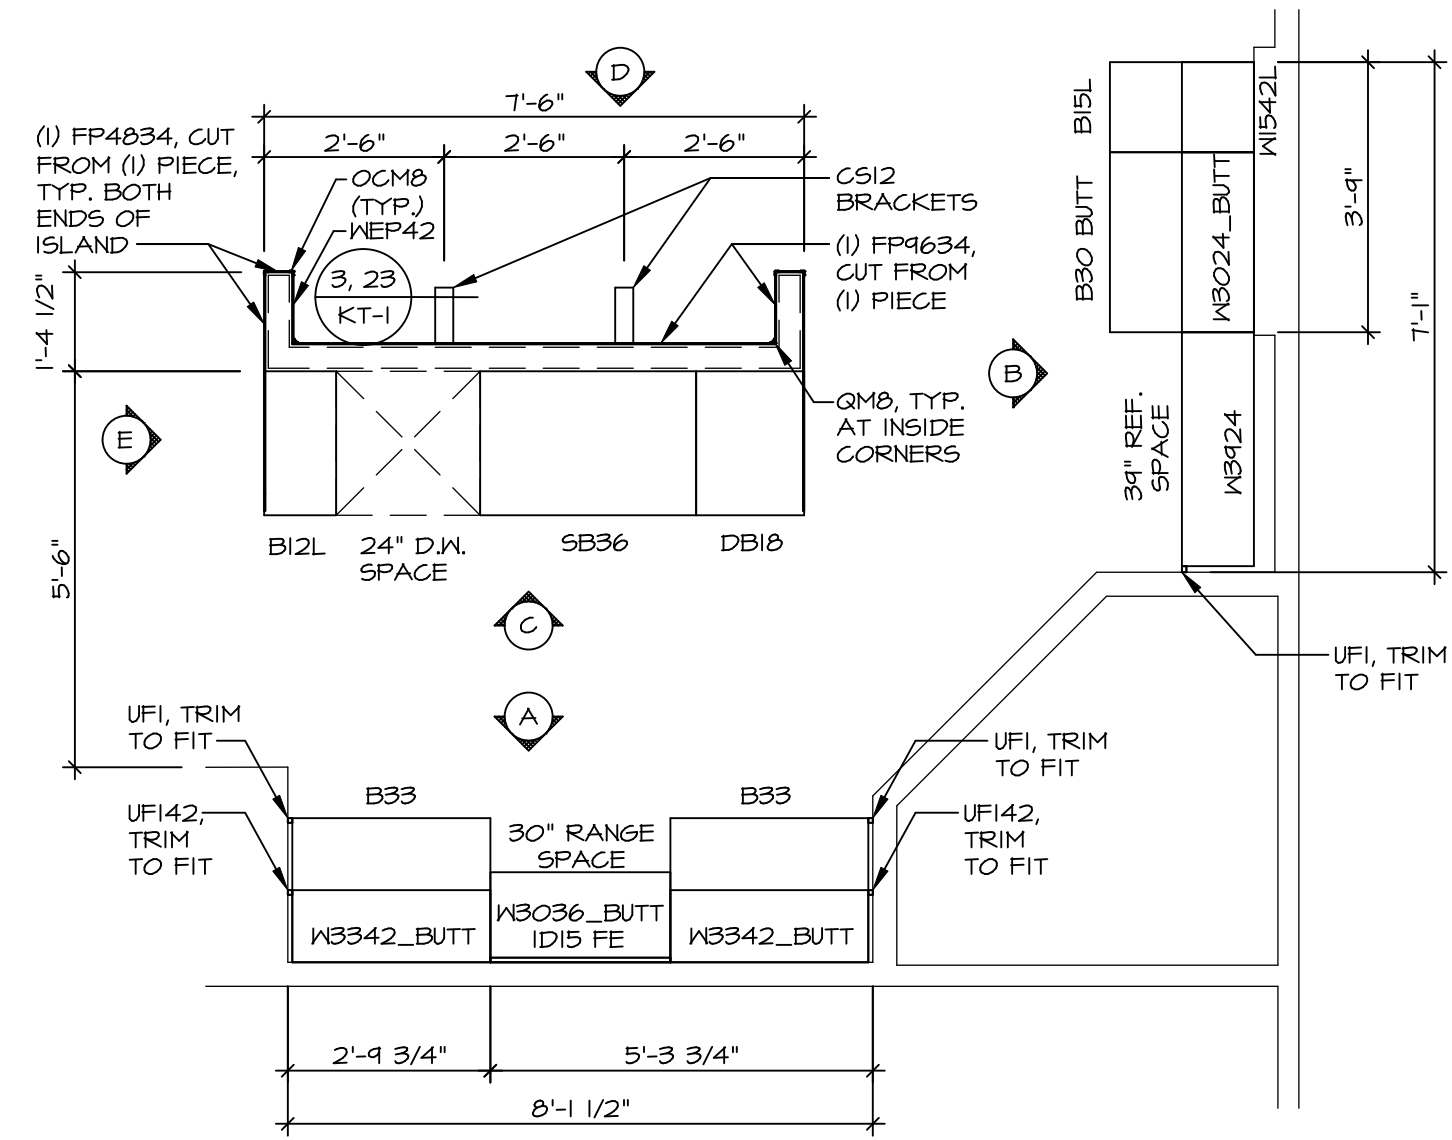 D
7'-6"
2'-6"
2'-6"
2'-6"
(1) FP4834, CUT
FROM (1) PIECE,
TYP. BOTH
ENDS OF
ISLAND
OCM8
(TYP.)
WEP42
CS12
BRACKETS
(1) FP9634,
CUT FROM
(1) PIECE
3, 23
KT-1
1'-4 1/2"
QM8, TYP.
AT INSIDE
CORNERS
B
E
B12L
24" D.W.
SPACE
SB36
DB18
5'-6"
C
A
B15L
W1542L
B30 BUTT
W3024_BUTT
3'-9"
7'-1"
39" REF.
SPACE
W3924
UF1, TRIM
TO FIT
UF1, TRIM
TO FIT
UF1, TRIM
TO FIT
B33
B33
UF142,
TRIM
TO FIT
30" RANGE
SPACE
UF142,
TRIM
TO FIT
W3342_BUTT
W3036_BUTT
1D15 FE
W3342_BUTT
2'-9 3/4"
5'-3 3/4"
8'-1 1/2"